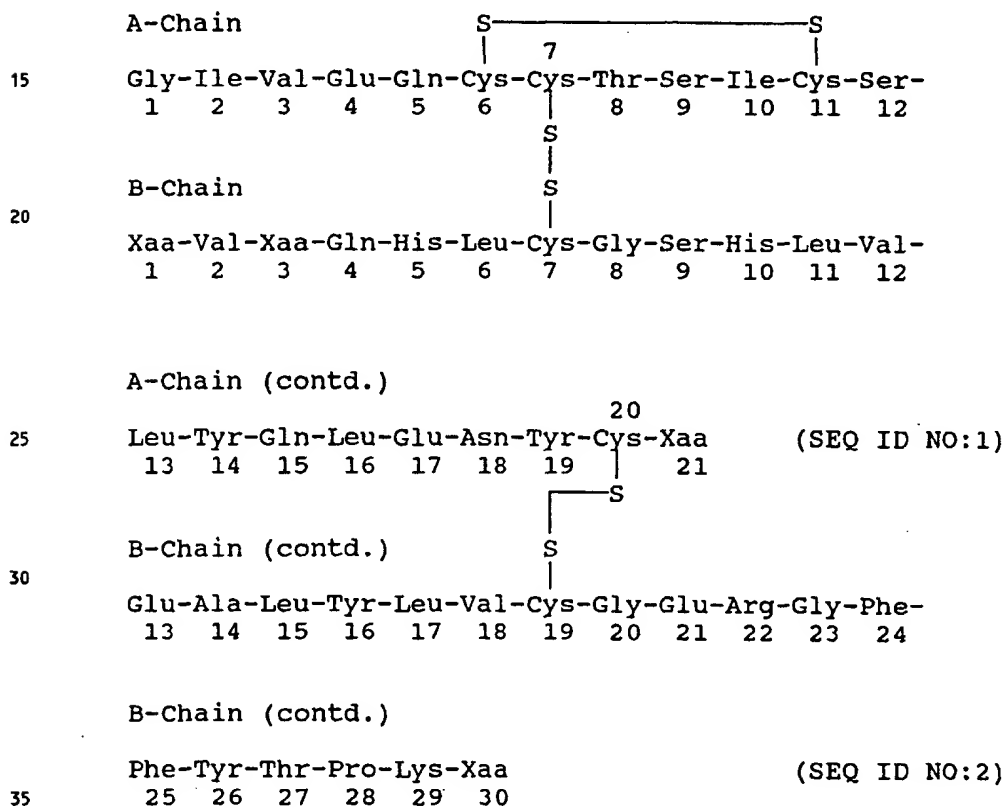 A-Chain S S
7
15 Gly-Ile-Val-Glu-Gln-Cys-Cys-Thr-Ser-Ile-Cys-Ser-
1 2 3 4 5 6 8 9 10 11 12
S
B-Chain S
20
Xaa-Val-Xaa-Gln-His-Leu-Cys-Gly-Ser-His-Leu-Val-
1 2 3 4 5 6 7 8 9 10 11 12
A-Chain (contd.)
20
25 Leu-Tyr-Gln-Leu-Glu-Asn-Tyr-Cys-Xaa (SEQ ID NO:1)
13 14 15 16 17 18 19 21
S
B-Chain (contd.) S
30
Glu-Ala-Leu-Tyr-Leu-Val-Cys-Gly-Glu-Arg-Gly-Phe-
13 14 15 16 17 18 19 20 21 22 23 24
B-Chain (contd.)
Phe-Tyr-Thr-Pro-Lys-Xaa (SEQ ID NO:2)
35 25 26 27 28 29 30